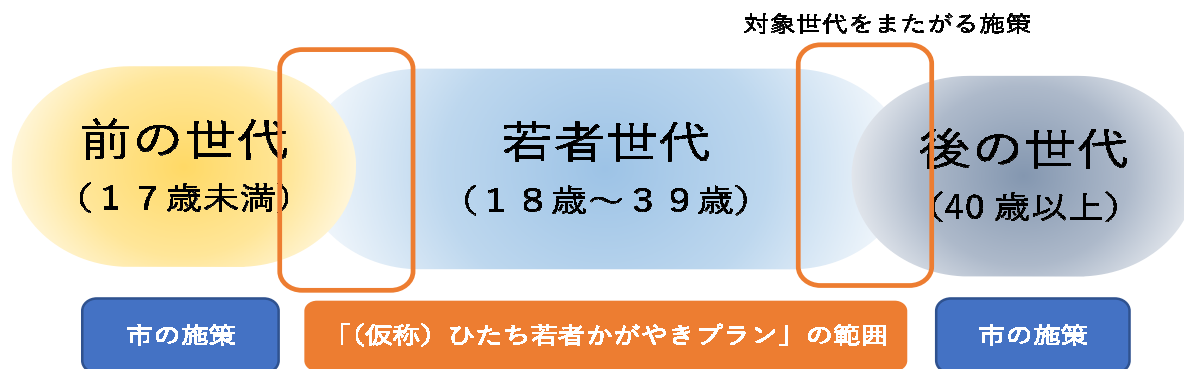 対象世代をまたがる施策
前の世代
（１７歳未満）
若者世代
（１８歳～３９歳）
後の世代
（40 歳以上）
市の施策
「（仮称）ひたち若者かがやきプラン」の範囲
市の施策